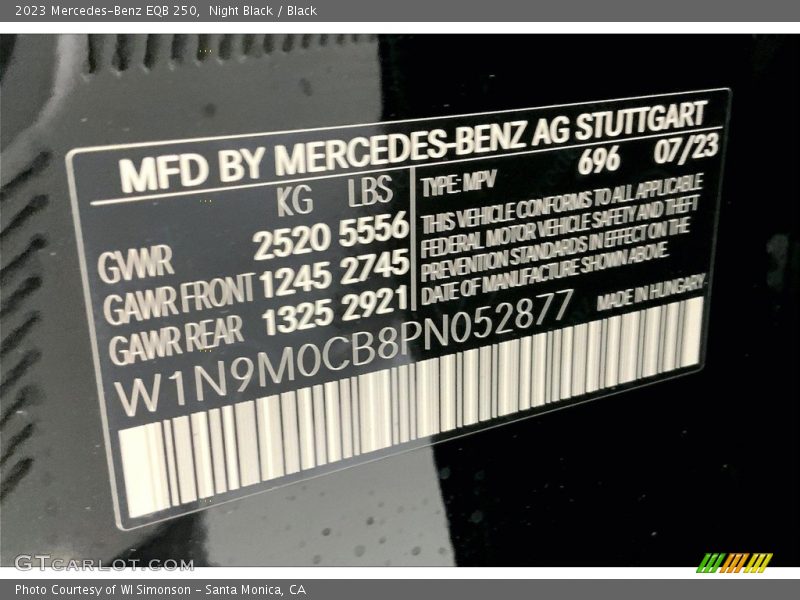 2023 Mercedes-Benz EQB 250, Night Black / Black
MFD BY MERCEDES-BENZ AG STUTTGART
KG LBS
GVWR 2520 5556
GAWR FRONT 1245 2745
GAWR REAR 1325 2921
696 07/23
TYPE: MPV
THIS VEHICLE CONFORMS TO ALL APPLICABLE
FEDERAL MOTOR VEHICLE SAFETY AND THEFT
PREVENTION STANDARDS IN EFFECT ON THE
DATE OF MANUFACTURE SHOWN ABOVE.
W1N9M0CB8PN052877
MADE IN HUNGARY
GTCARLOT.COM
Photo Courtesy of WI Simonson - Santa Monica, CA